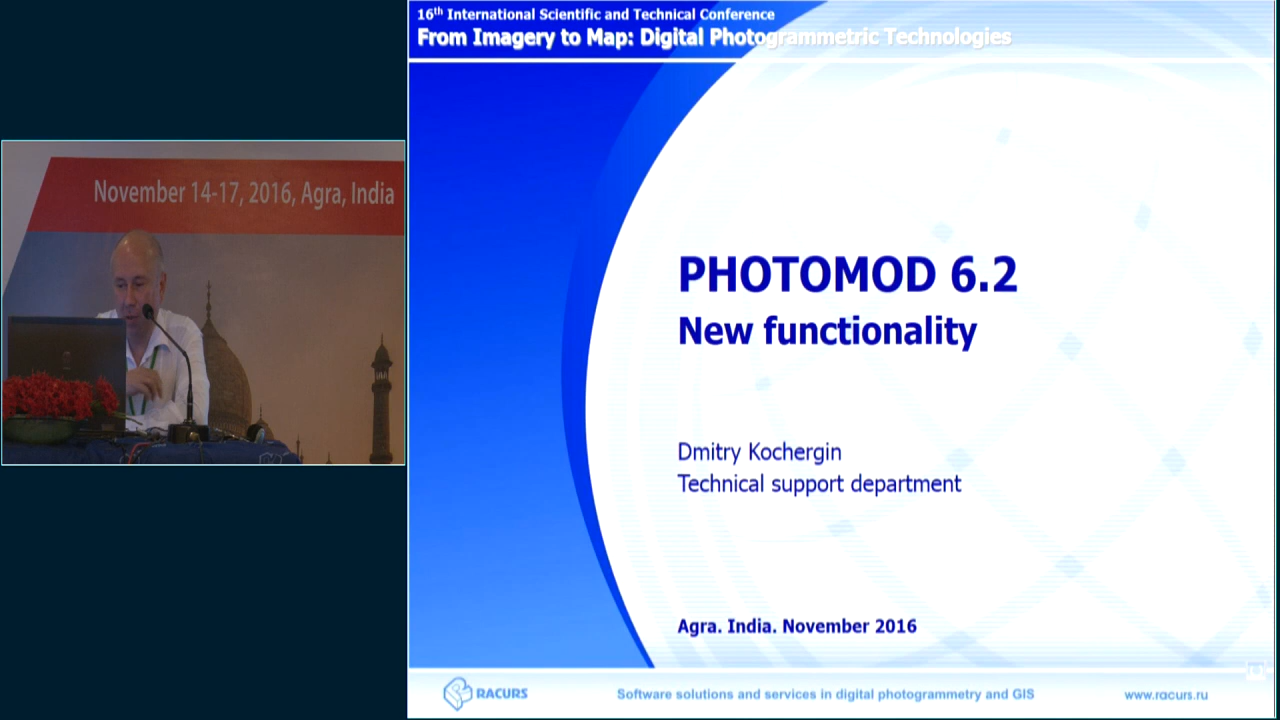 16th International Scientific and Technical Conference
From Imagery to Map: Digital Photogrammetric Technologies
November 14-17, 2016, Agra, India
PHOTOMOD 6.2
New functionality
Dmitry Kochergin
Technical support department
Agra. India. November 2016
RACURS
Software solutions and services in digital photogrammetry and GIS
www.racurs.ru